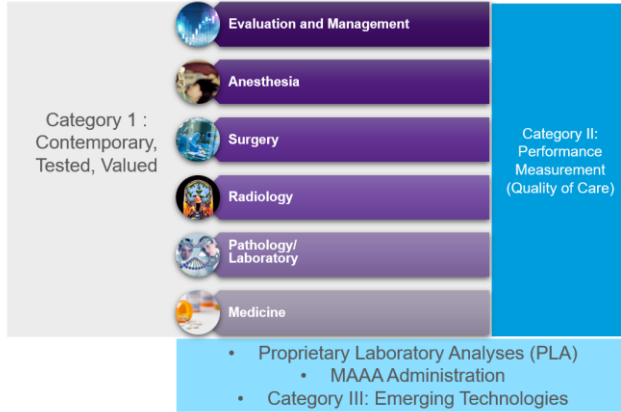 Category 1 :
Contemporary,
Tested, Valued
Evaluation and Management
Anesthesia
Surgery
Radiology
Pathology/
Laboratory
Medicine
Category II:
Performance
Measurement
(Quality of Care)
• Proprietary Laboratory Analyses (PLA)
• MAAA Administration
• Category III: Emerging Technologies